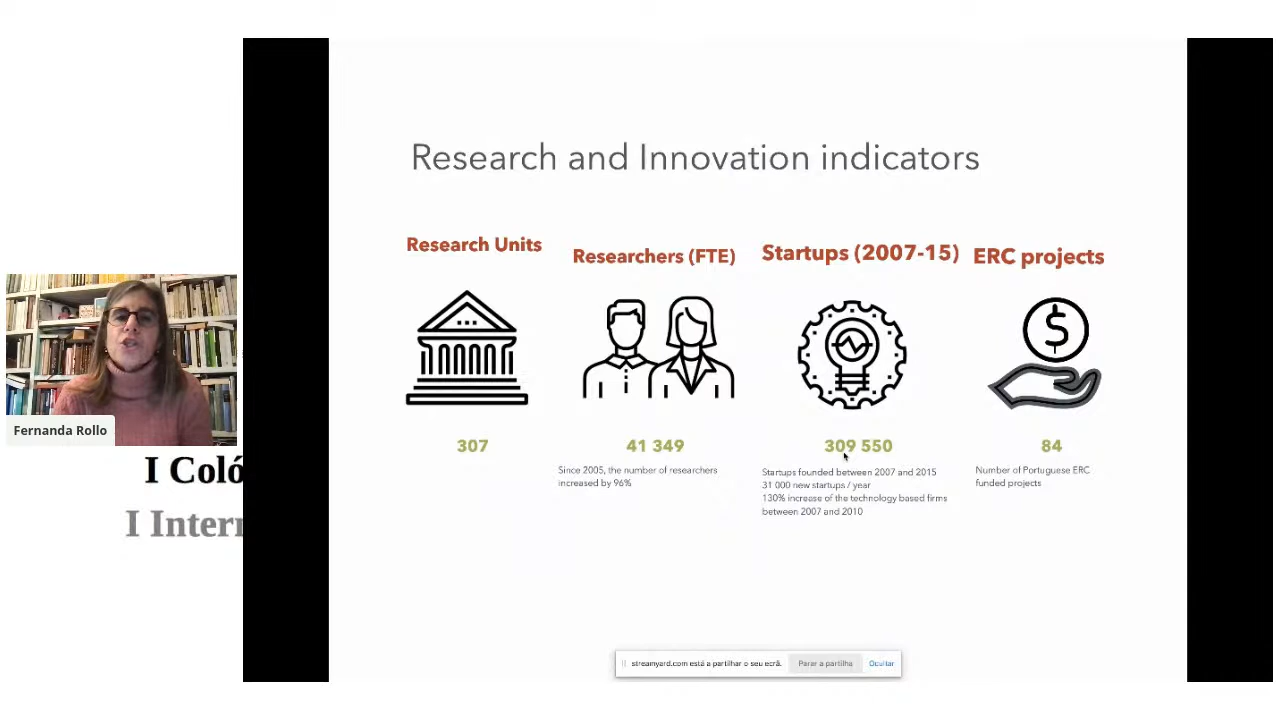 Research and Innovation indicators
Research Units
Researchers (FTE)
Startups (2007-15)
ERC projects
$
307
41 349
309 550
84
Since 2005, the number of researchers
increased by 96%
Startups founded between 2007 and 2015
31 000 new startups / year
130% increase of the technology based firms
between 2007 and 2010
Number of Portuguese ERC
funded projects
Fernanda Rollo
I Coló
I Intern
streamyard.com está a partilhar o seu ecrã.
Parar a partilha
Ocultar